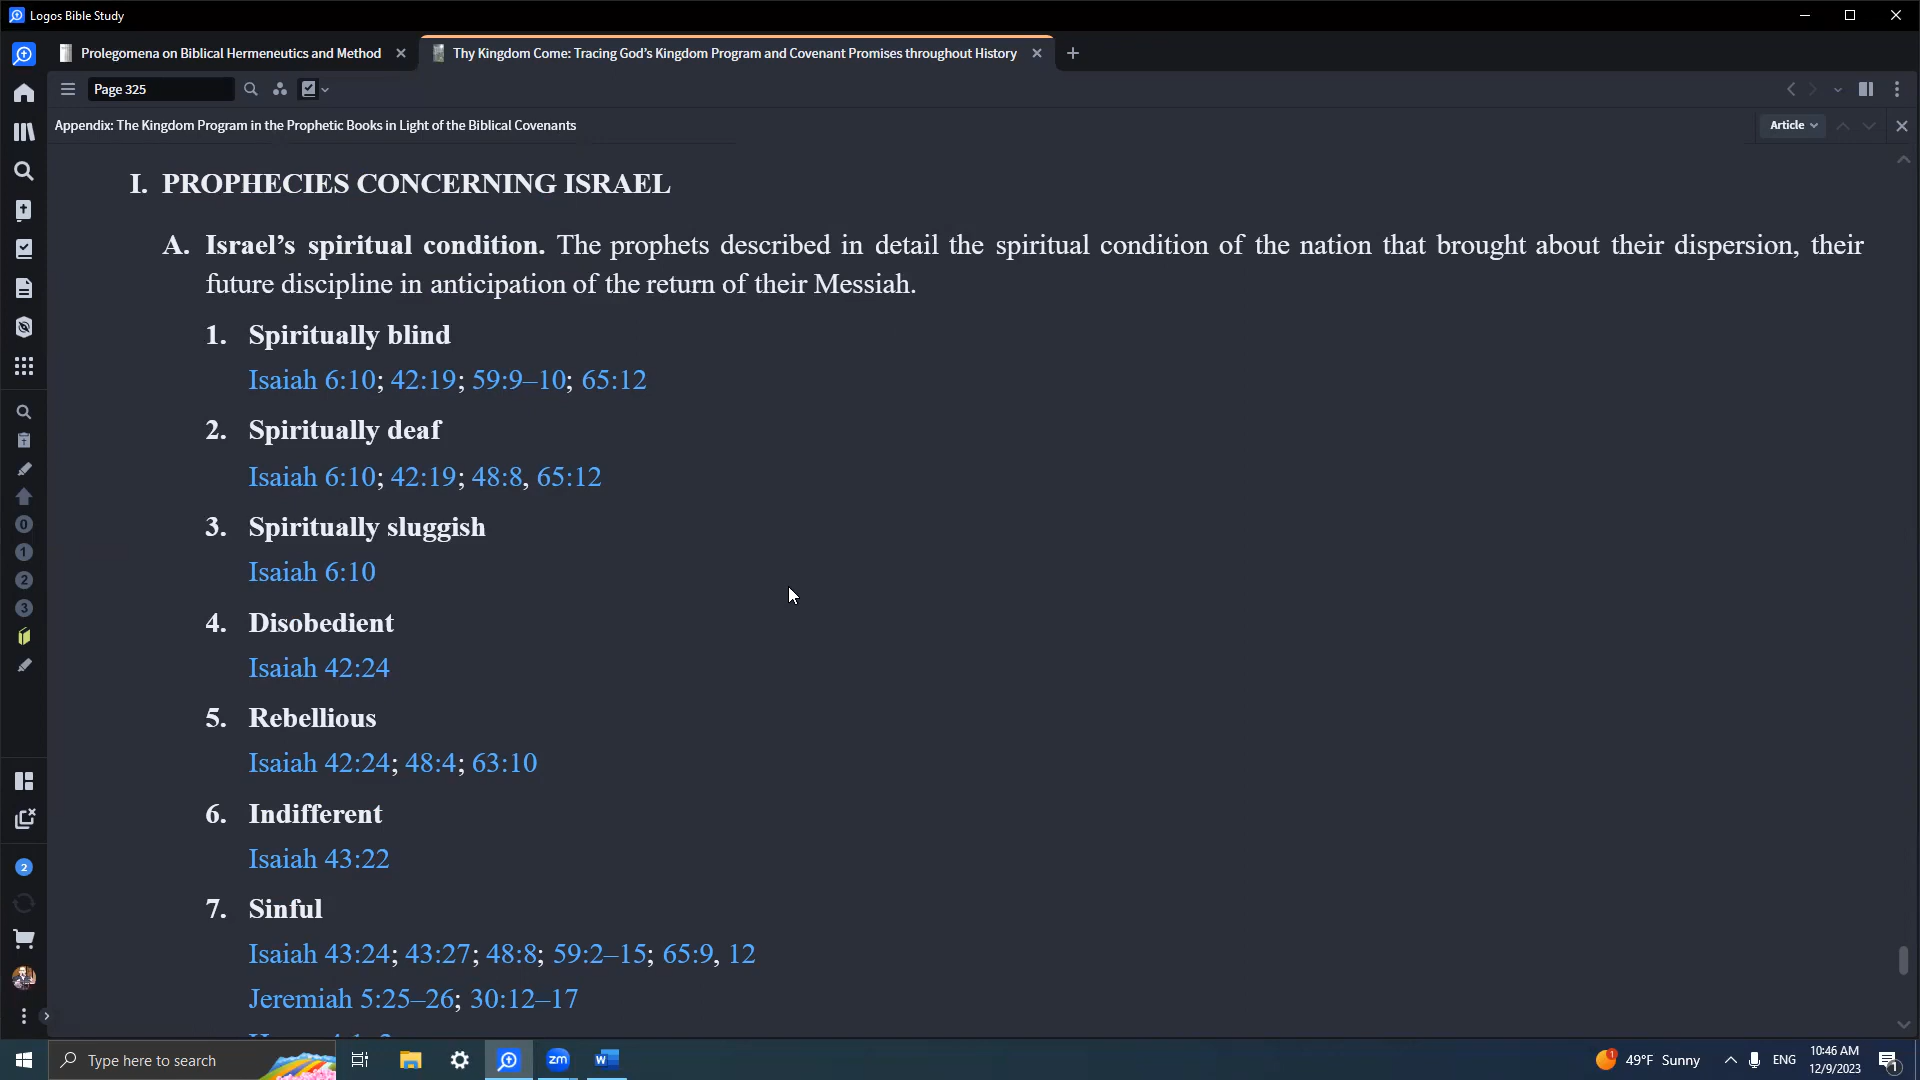 Logos Bible Study
Prolegomena on Biblical Hermeneutics and Method
Thy Kingdom Come: Tracing God's Kingdom Program and Covenant Promises throughout History
Page 325
Appendix: The Kingdom Program in the Prophetic Books in Light of the Biblical Covenants
Article
I. PROPHECIES CONCERNING ISRAEL
A. Israel’s spiritual condition. The prophets described in detail the spiritual condition of the nation that brought about their dispersion, their
future discipline in anticipation of the return of their Messiah.
1. Spiritually blind
Isaiah 6:10; 42:19; 59:9–10; 65:12
2. Spiritually deaf
Isaiah 6:10; 42:19; 48:8, 65:12
3. Spiritually sluggish
Isaiah 6:10
4. Disobedient
Isaiah 42:24
5. Rebellious
Isaiah 42:24; 48:4; 63:10
6. Indifferent
Isaiah 43:22
7. Sinful
Isaiah 43:24; 43:27; 48:8; 59:2–15; 65:9, 12
Jeremiah 5:25–26; 30:12–17
0
1
2
3
2
Type here to search
zm
W
1
49°F Sunny
ENG
10:46 AM
12/9/2023
1